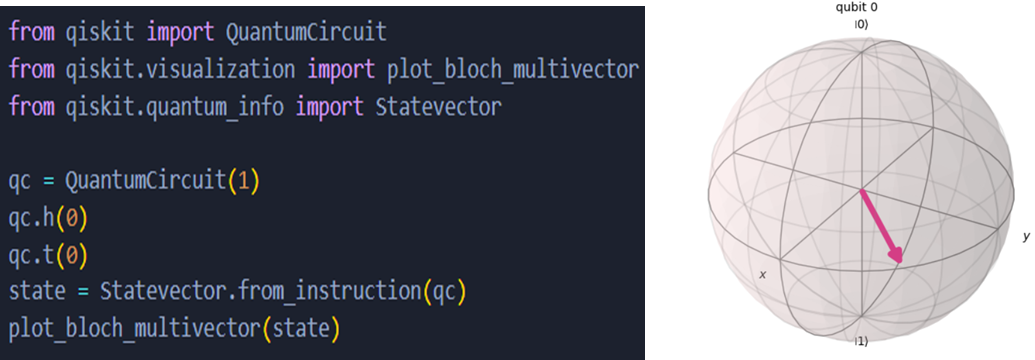 from qiskit import QuantumCircuit
from qiskit.visualization import plot_bloch_multivector
from qiskit.quantum_info import Statevector
qc = QuantumCircuit(1)
qc.h(0)
qc.t(0)
state = Statevector.from_instruction(qc)
plot_bloch_multivector(state)
qubit 0
|0⟩
x
y
|1⟩